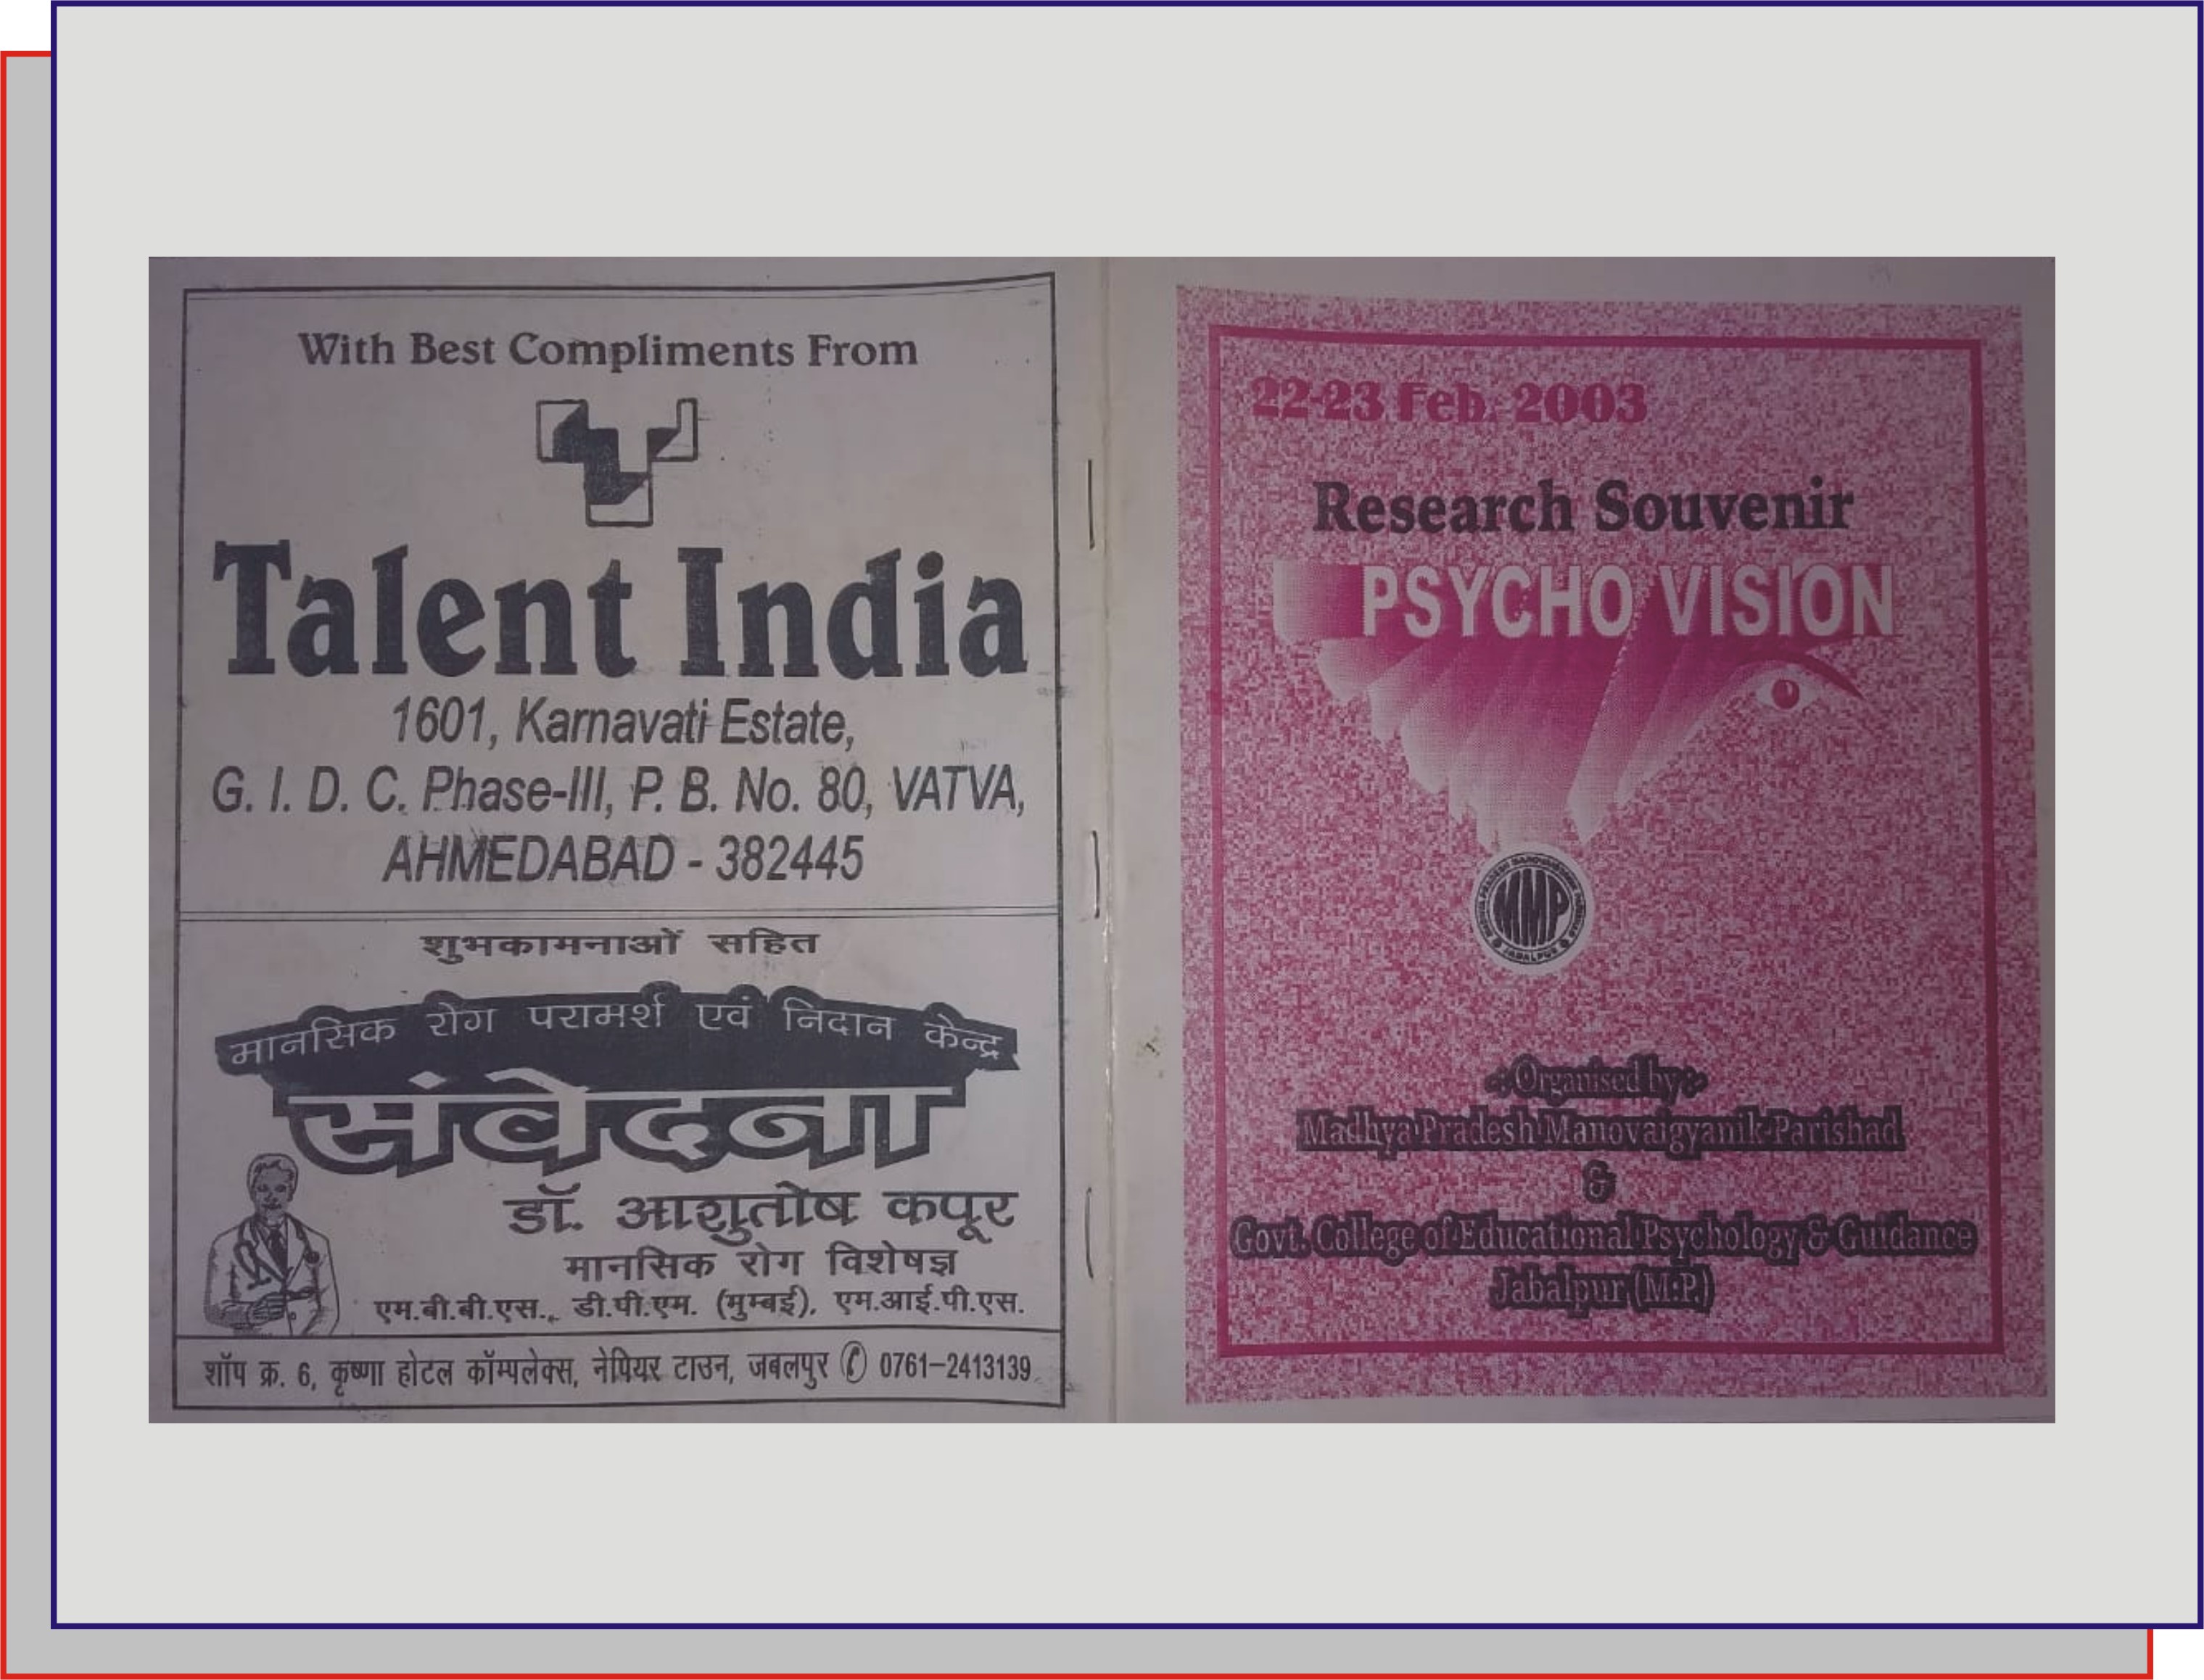 With Best Compliments From
Talent India
1601, Karnavati Estate,
G. I. D. C. Phase-III, P. B. No. 80, VATVA,
AHMEDABAD - 382445
शुभकामनाओं सहित
मानसिक रोग परामर्श एवं निदान केन्द्र
संवेदना
डॉ. आशुतोष कपूर
मानसिक रोग विशेषज्ञ
एम.बी.बी.एस., डी.पी.एम. (मुम्बई), एम.आई.पी.एस.
शॉप क्र. 6, कृष्णा होटल कॉम्पलेक्स, नेपियर टाउन, जबलपुर ✆ 0761-2413139
22-23 Feb. 2003
Research Souvenir
PSYCHO VISION
MMP
JABALPUR
-:Organised by:-
Madhya Pradesh Manovaigyanik Parishad
&
Govt. College of Educational Psychology & Guidance
Jabalpur (M.P.)